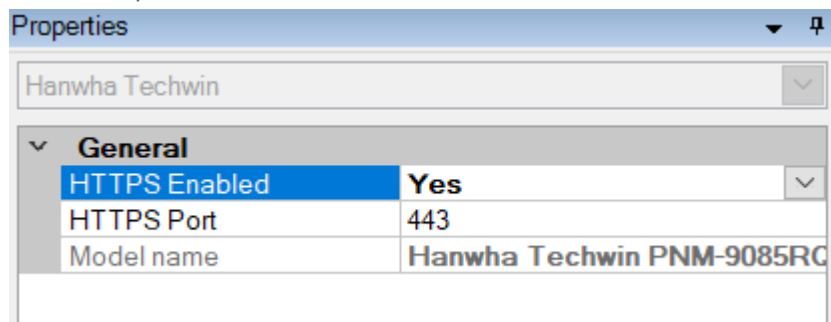 Properties
Hanwha Techwin
General
HTTPS Enabled Yes
HTTPS Port 443
Model name Hanwha Techwin PNM-9085RQ